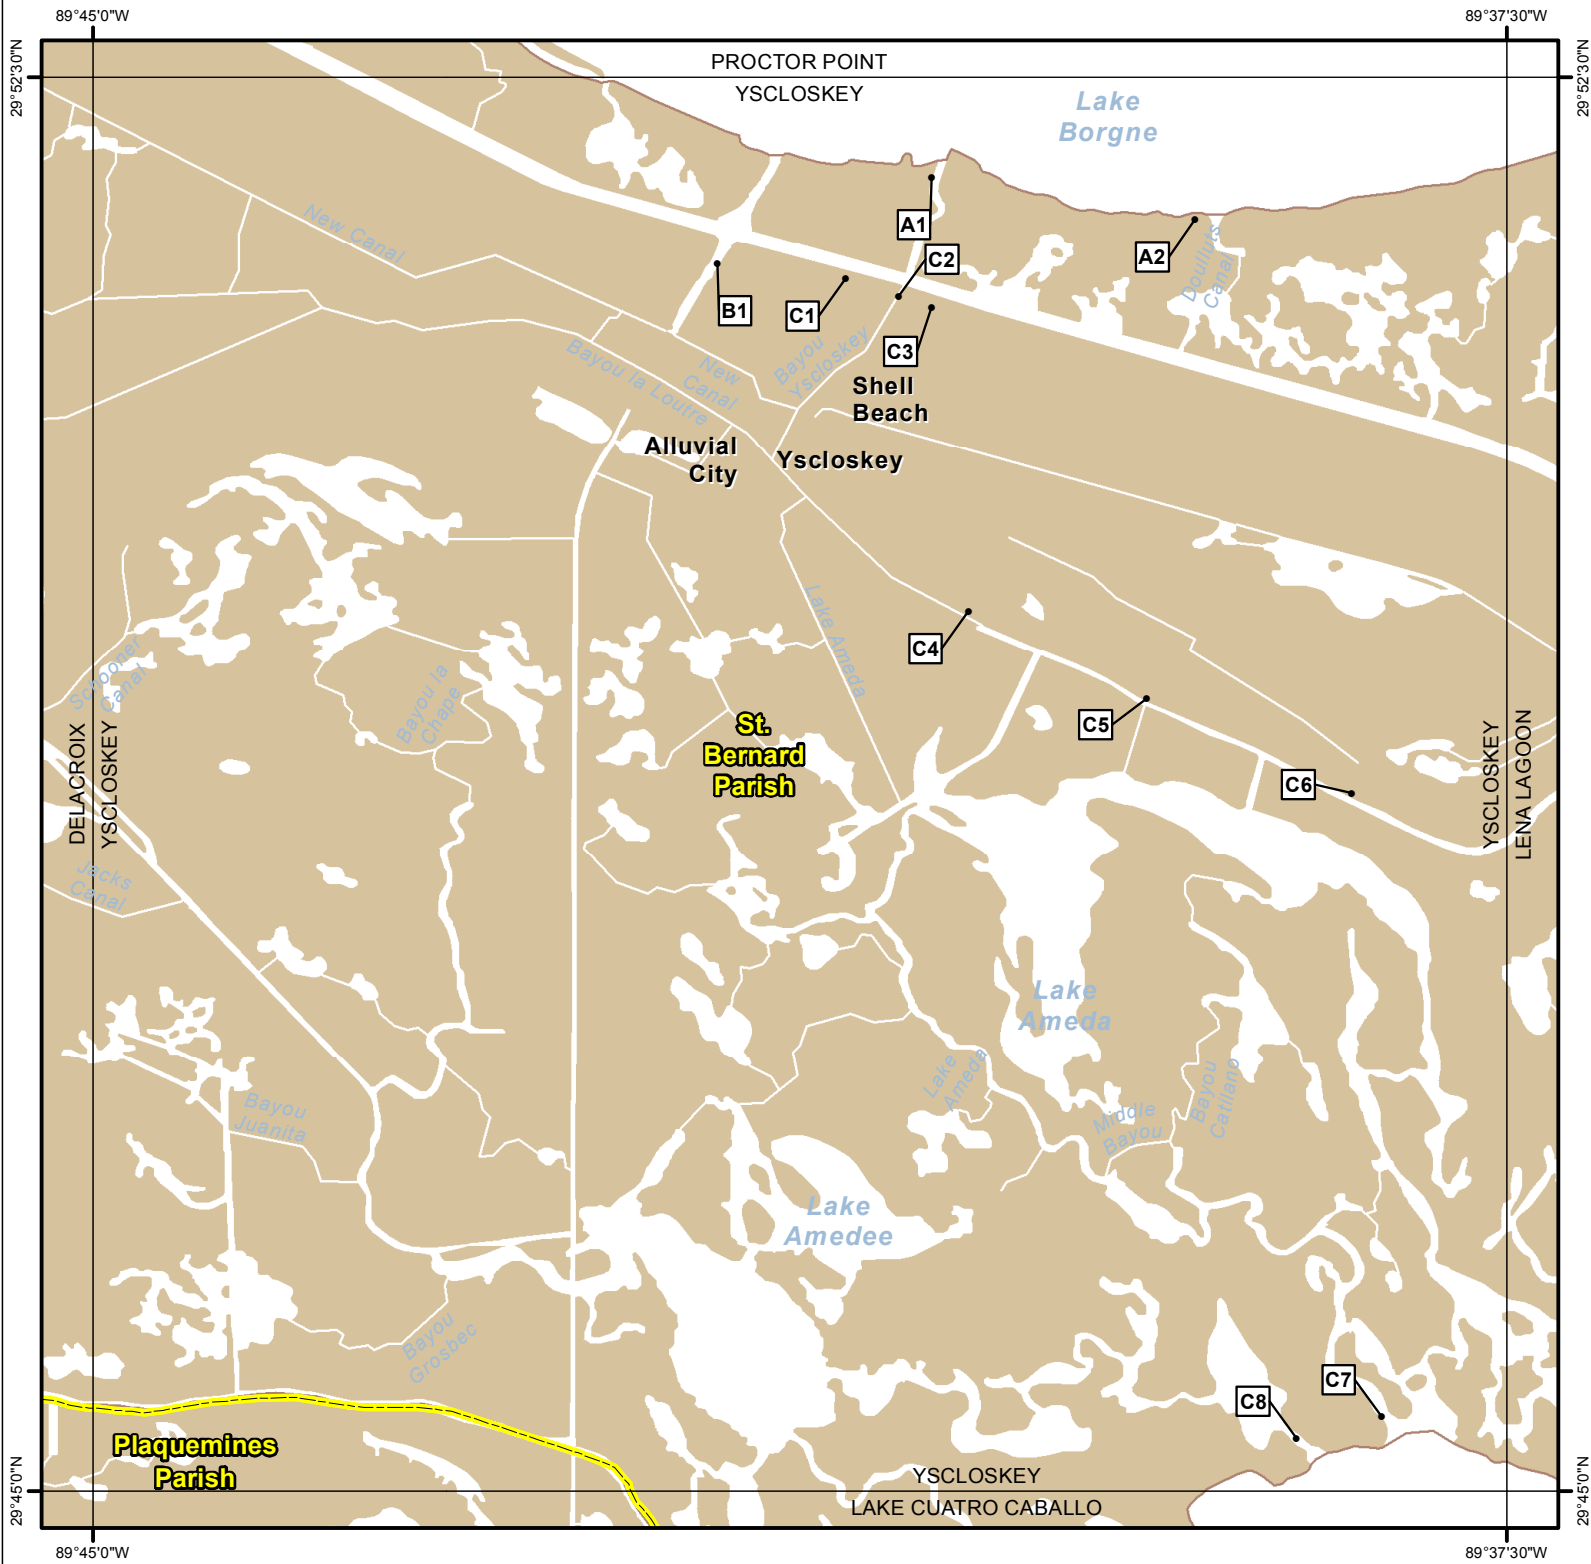 89°45'0"W
89°37'30"W
29°52'30"N
29°52'30"N
PROCTOR POINT
YSCLOSKEY
Lake
Borgne
A1
C2
A2
Doulluts
Canal
New Canal
B1
C1
C3
Bayou
Yscloskey
New
Canal
Bayou la Loutre
Shell
Beach
Alluvial
City
Yscloskey
Lake Ameda
C4
Schooner
Canal
Bayou la
Chape
St.
Bernard
Parish
C5
C6
DELACROIX
YSCLOSKEY
YSCLOSKEY
LENA LAGOON
Jacks
Canal
Lake
Ameda
Lake
Ameda
Bayou
Juanita
Middle
Bayou
Bayou
Catilano
Lake
Amedee
Bayou
Grosbec
C7
C8
Plaquemines
Parish
YSCLOSKEY
LAKE CUATRO CABALLO
29°45'0"N
29°45'0"N
89°45'0"W
89°37'30"W